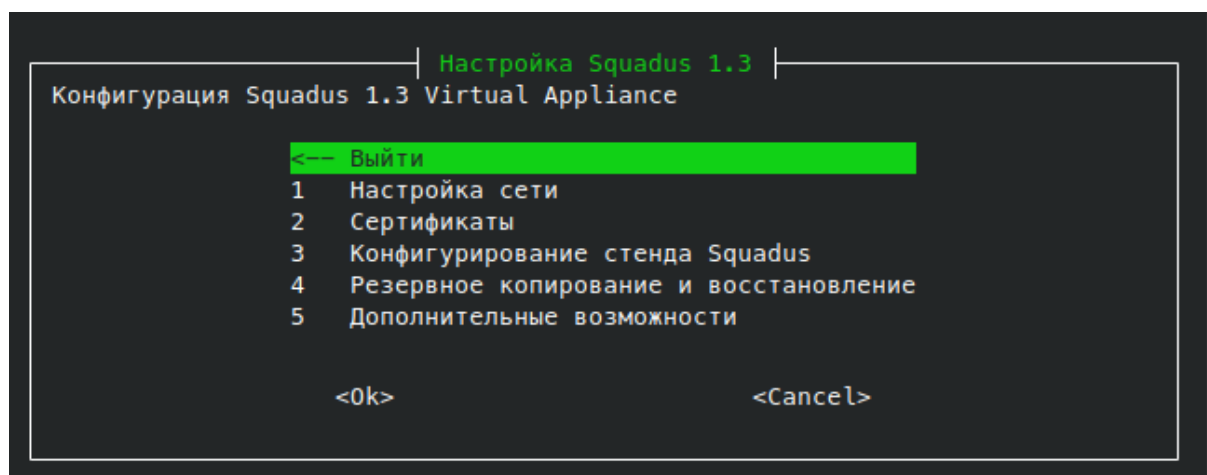 Настройка Squadus 1.3
Конфигурация Squadus 1.3 Virtual Appliance
<-- Выйти
1 Настройка сети
2 Сертификаты
3 Конфигурирование стенда Squadus
4 Резервное копирование и восстановление
5 Дополнительные возможности
<Ok> <Cancel>